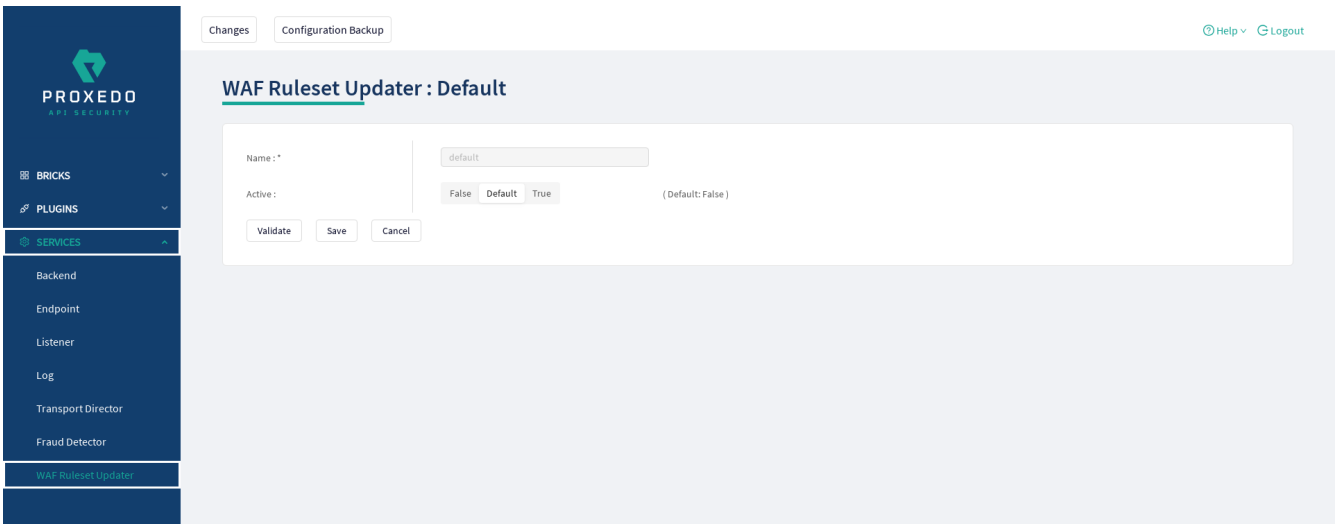 Changes
Configuration Backup
Help
Logout
PROXEDO
API SECURITY
WAF Ruleset Updater : Default
BRICKS
PLUGINS
SERVICES
Backend
Endpoint
Listener
Log
Transport Director
Fraud Detector
WAF Ruleset Updater
Name : *
default
Active :
False Default True
( Default: False )
Validate
Save
Cancel